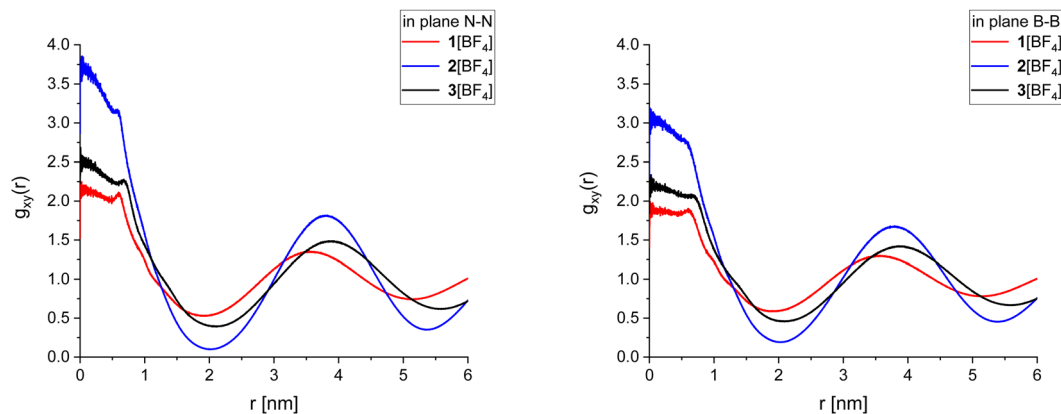 in plane N-N
1[BF4]
2[BF4]
3[BF4]
4.0
3.5
3.0
2.5
2.0
1.5
1.0
0.5
0.0
gxy(r)
0 1 2 3 4 5 6
r [nm]
in plane B-B
1[BF4]
2[BF4]
3[BF4]
4.0
3.5
3.0
2.5
2.0
1.5
1.0
0.5
0.0
gxy(r)
0 1 2 3 4 5 6
r [nm]